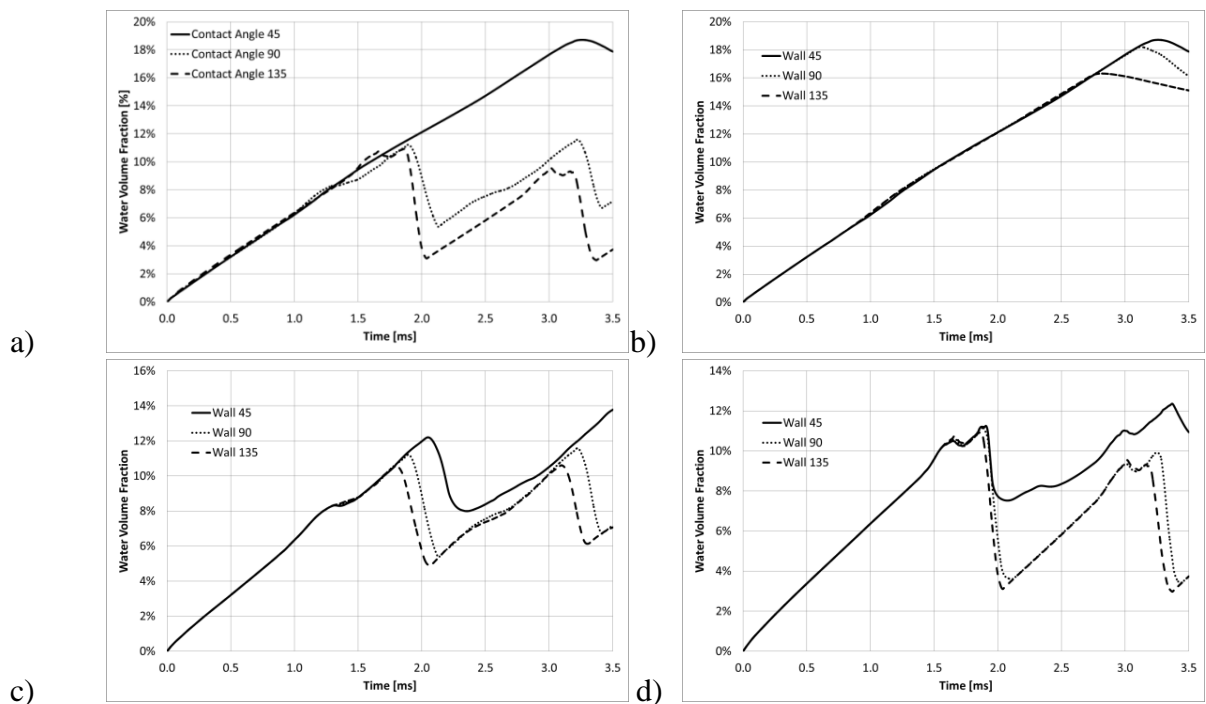 20%
18%
16%
14%
12%
10%
8%
6%
4%
2%
0%
Water Volume Fraction [%]
Contact Angle 45
Contact Angle 90
Contact Angle 135
0.0 0.5 1.0 1.5 2.0 2.5 3.0 3.5
Time [ms]
a)
20%
18%
16%
14%
12%
10%
8%
6%
4%
2%
0%
Water Volume Fraction
Wall 45
Wall 90
Wall 135
0.0 0.5 1.0 1.5 2.0 2.5 3.0 3.5
Time [ms]
b)
16%
14%
12%
10%
8%
6%
4%
2%
0%
Water Volume Fraction
Wall 45
Wall 90
Wall 135
0.0 0.5 1.0 1.5 2.0 2.5 3.0 3.5
Time [ms]
c)
14%
12%
10%
8%
6%
4%
2%
0%
Water Volume Fraction
Wall 45
Wall 90
Wall 135
0.0 0.5 1.0 1.5 2.0 2.5 3.0 3.5
Time [ms]
d)